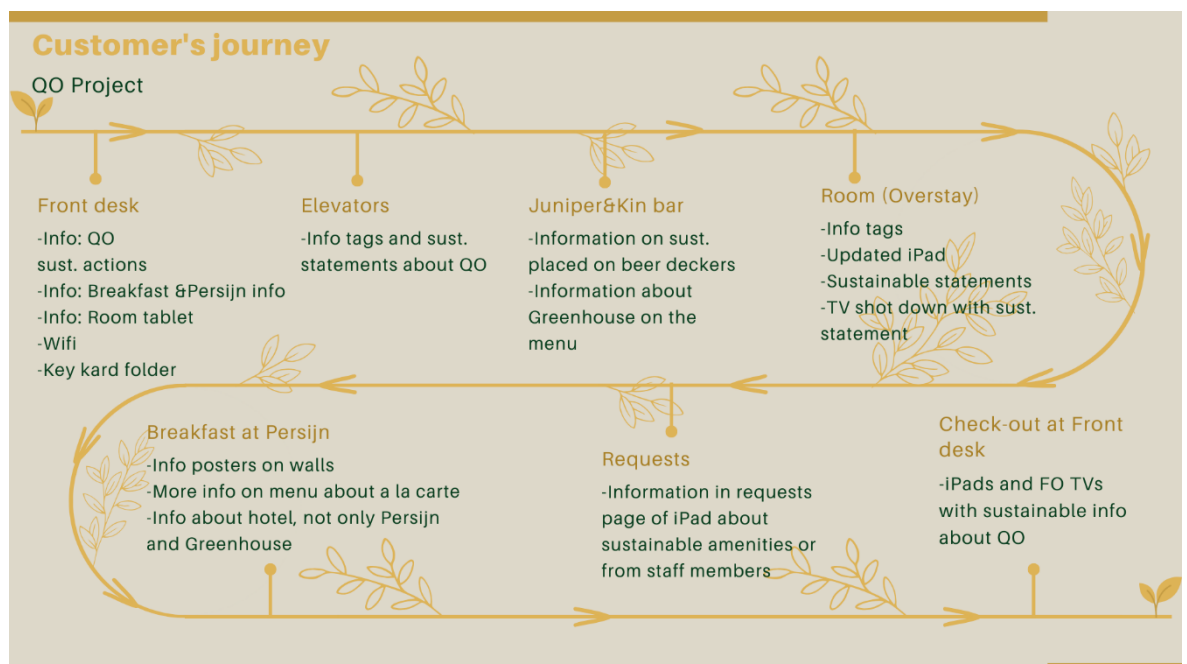 Customer's journey
QO Project
Front desk
-Info: QO
sust. actions
-Info: Breakfast &Persijn info
-Info: Room tablet
-Wifi
-Key kard folder
Elevators
-Info tags and sust.
statements about QO
Juniper&Kin bar
-Information on sust.
placed on beer deckers
-Information about
Greenhouse on the
menu
Room (Overstay)
-Info tags
-Updated iPad
-Sustainable statements
-TV shot down with sust.
statement
Requests
-Information in requests
page of iPad about
sustainable amenities or
from staff members
Breakfast at Persijn
-Info posters on walls
-More info on menu about a la carte
-Info about hotel, not only Persijn
and Greenhouse
Check-out at Front
desk
-iPads and FO TVs
with sustainable info
about QO